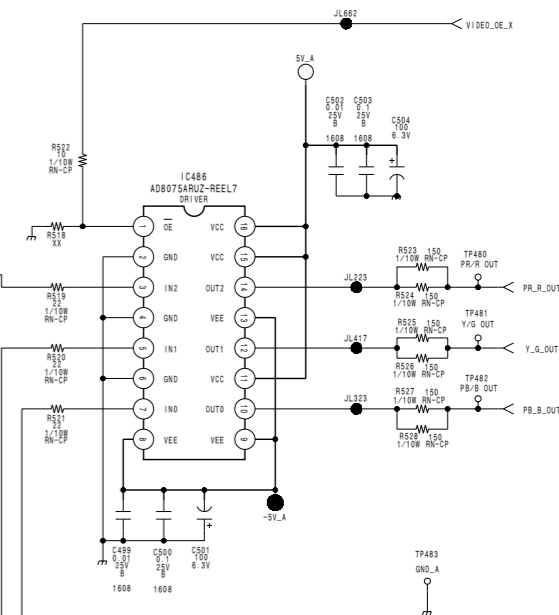 JL662
VIDEO_OE_X
5V_A
C502
0.01
25V
B
1608
C503
0.1
25V
B
1608
C504
100
6.3V
+
R522
10
1/10W
RN-CP
IC486
AD8075ARUZ-REEL7
DRIVER
R518
XX
1 OE
2 GND
3 IN2
4 GND
5 IN1
6 GND
7 IN0
8 VEE
VCC 16
VCC 15
OUT2 14
VEE 13
OUT1 12
VCC 11
OUT0 10
VEE 9
R519
22
1/10W
RN-CP
R520
22
1/10W
RN-CP
R521
22
1/10W
RN-CP
JL223
R523 150
1/10W RN-CP
R524 150
1/10W RN-CP
TP480
PR/R OUT
PR_R_OUT
JL417
R525 150
1/10W RN-CP
R526 150
1/10W RN-CP
TP481
Y/G OUT
Y_G_OUT
JL323
R527 150
1/10W RN-CP
R528 150
1/10W RN-CP
TP482
PB/B OUT
PB_B_OUT
-5V_A
C499
0.01
25V
B
1608
C500
0.1
25V
B
1608
C501
100
6.3V
+
TP483
GND_A